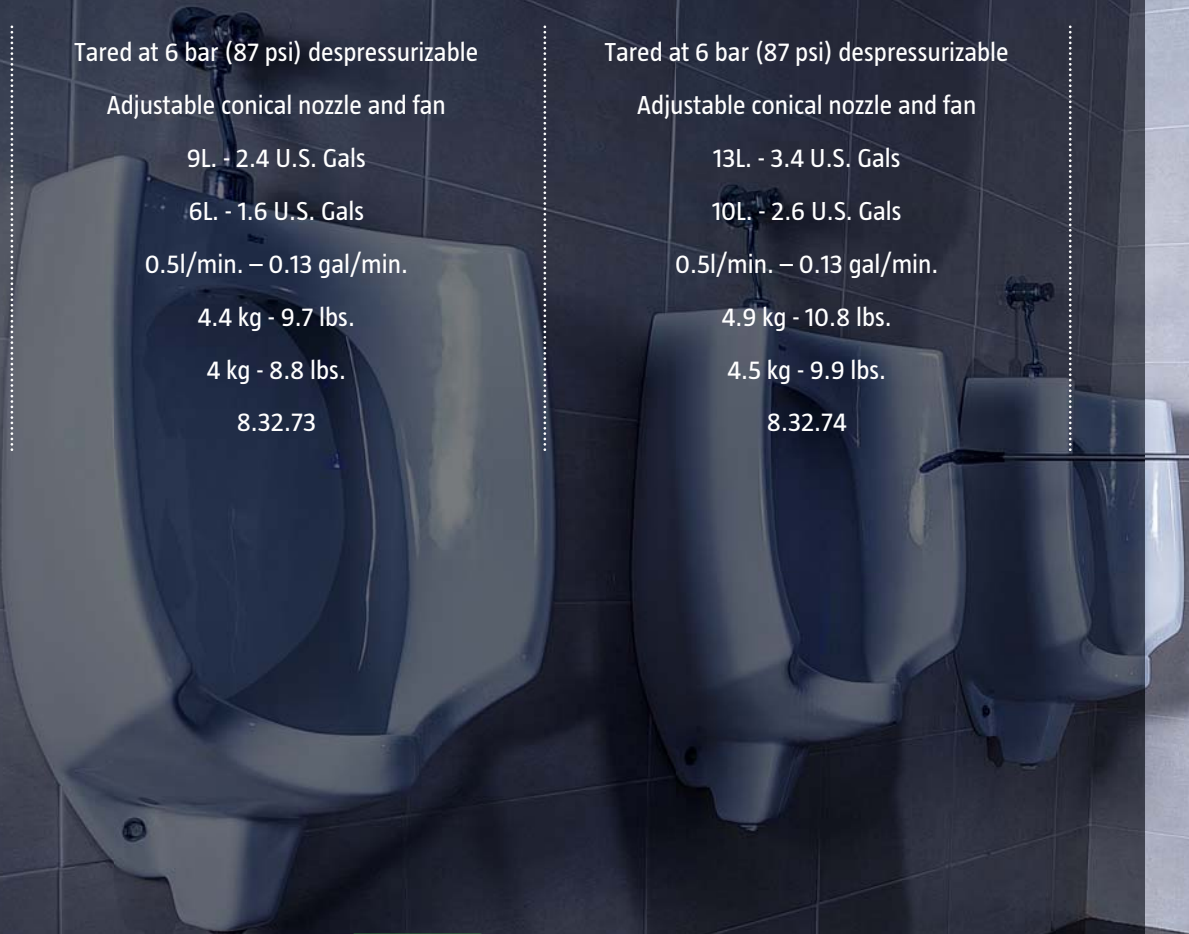 Tared at 6 bar (87 psi) despressurizable
Adjustable conical nozzle and fan
9L. - 2.4 U.S. Gals
6L. - 1.6 U.S. Gals
0.5l/min. – 0.13 gal/min.
4.4 kg - 9.7 lbs.
4 kg - 8.8 lbs.
8.32.73
Tared at 6 bar (87 psi) despressurizable
Adjustable conical nozzle and fan
13L. - 3.4 U.S. Gals
10L. - 2.6 U.S. Gals
0.5l/min. – 0.13 gal/min.
4.9 kg - 10.8 lbs.
4.5 kg - 9.9 lbs.
8.32.74